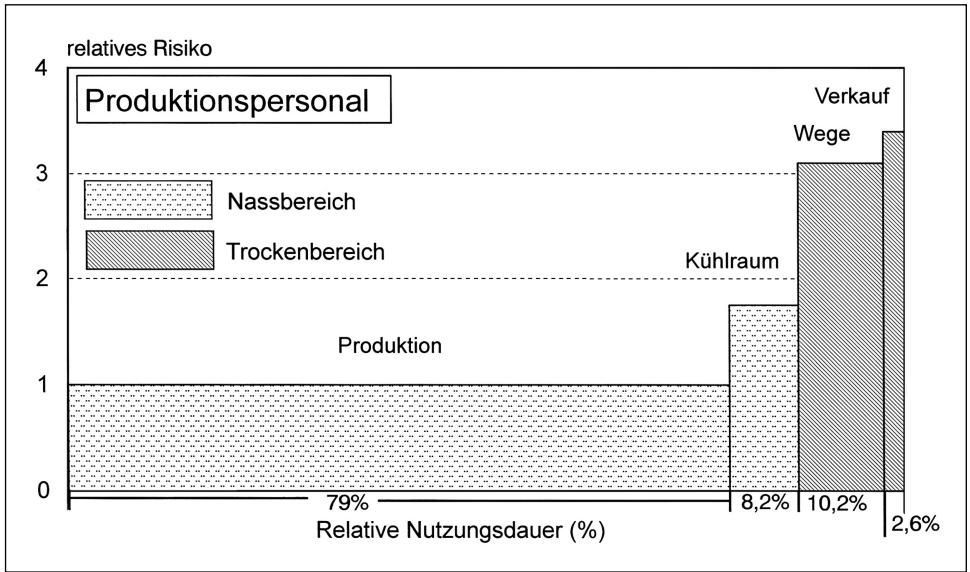 relatives Risiko
4
Produktionspersonal
Verkauf
Wege
3
Nassbereich
Trockenbereich
Kühlraum
2
Produktion
1
0
79%
8,2%
10,2%
2,6%
Relative Nutzungsdauer (%)